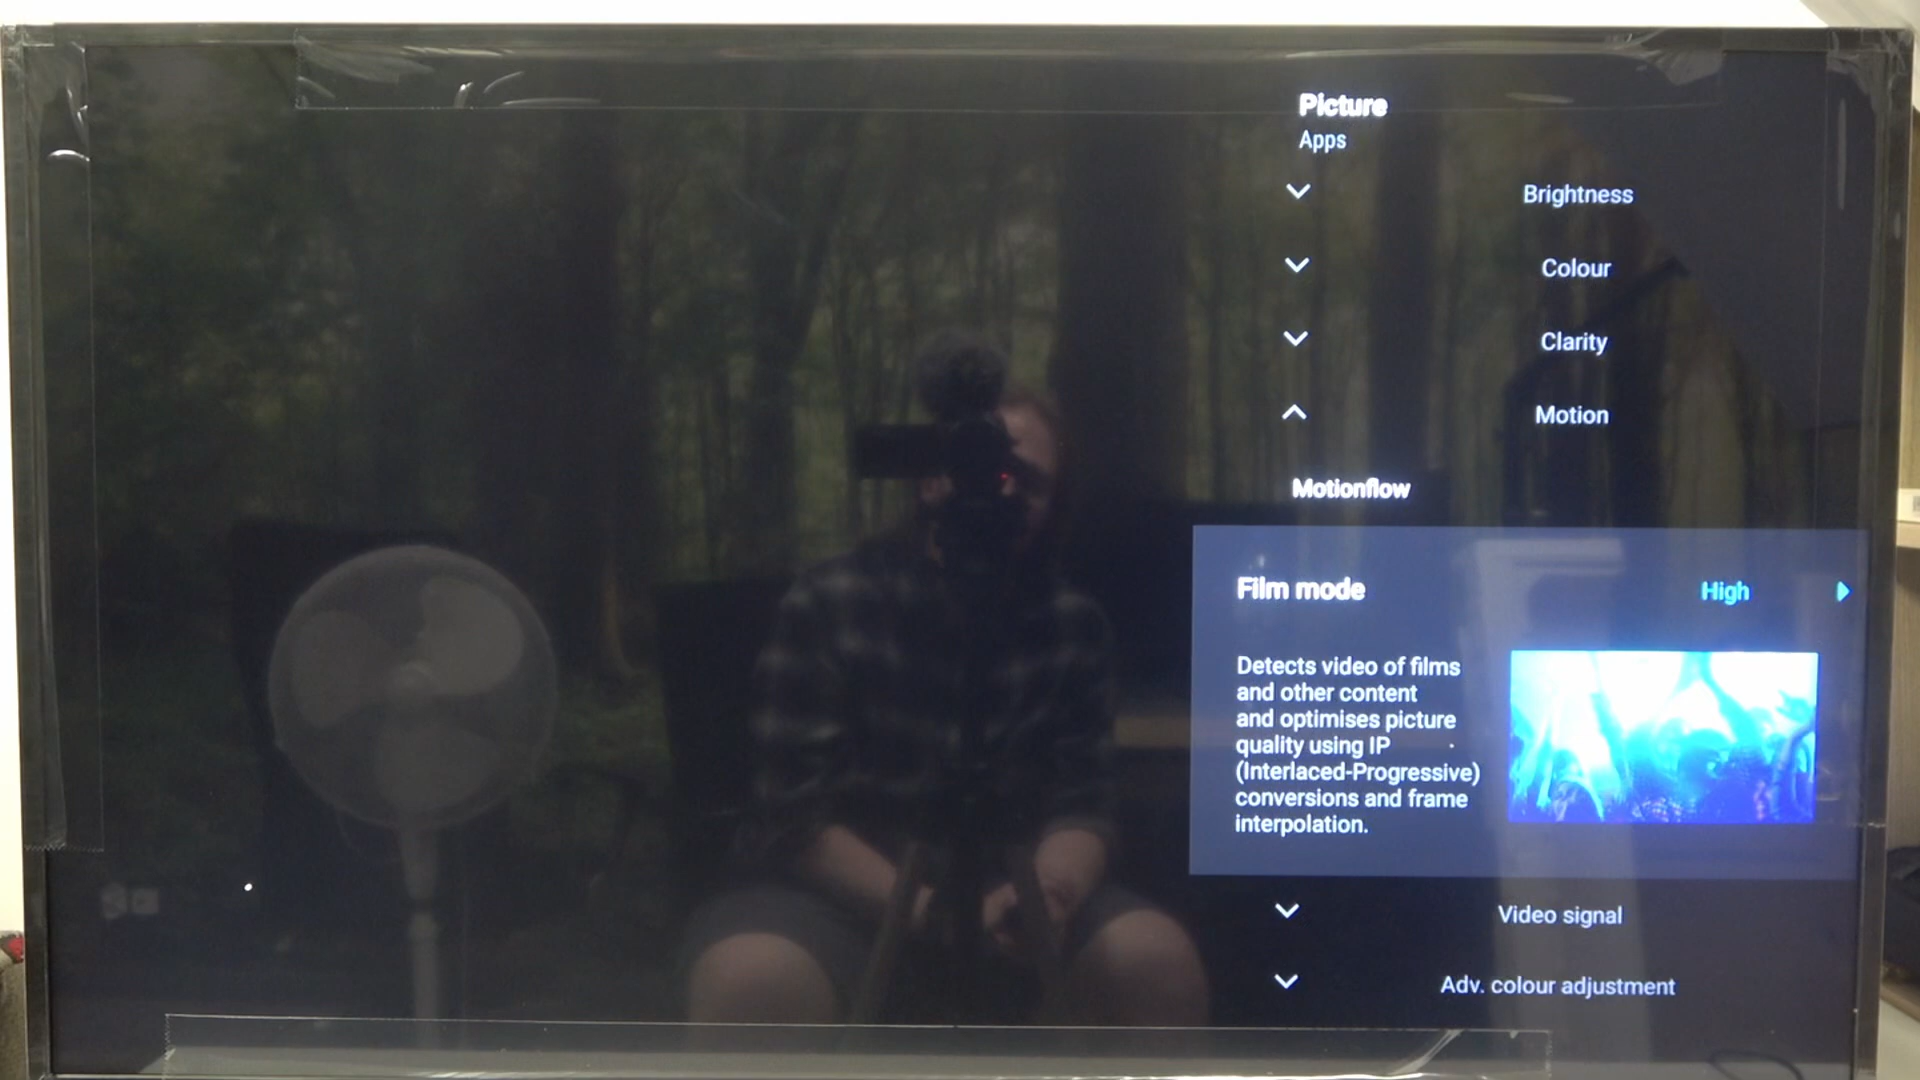 Picture
Apps
Brightness
Colour
Clarity
Motion
Motionflow
Film mode High
Detects video of films
and other content
and optimises picture
quality using IP
(Interlaced-Progressive)
conversions and frame
interpolation.
Video signal
Adv. colour adjustment